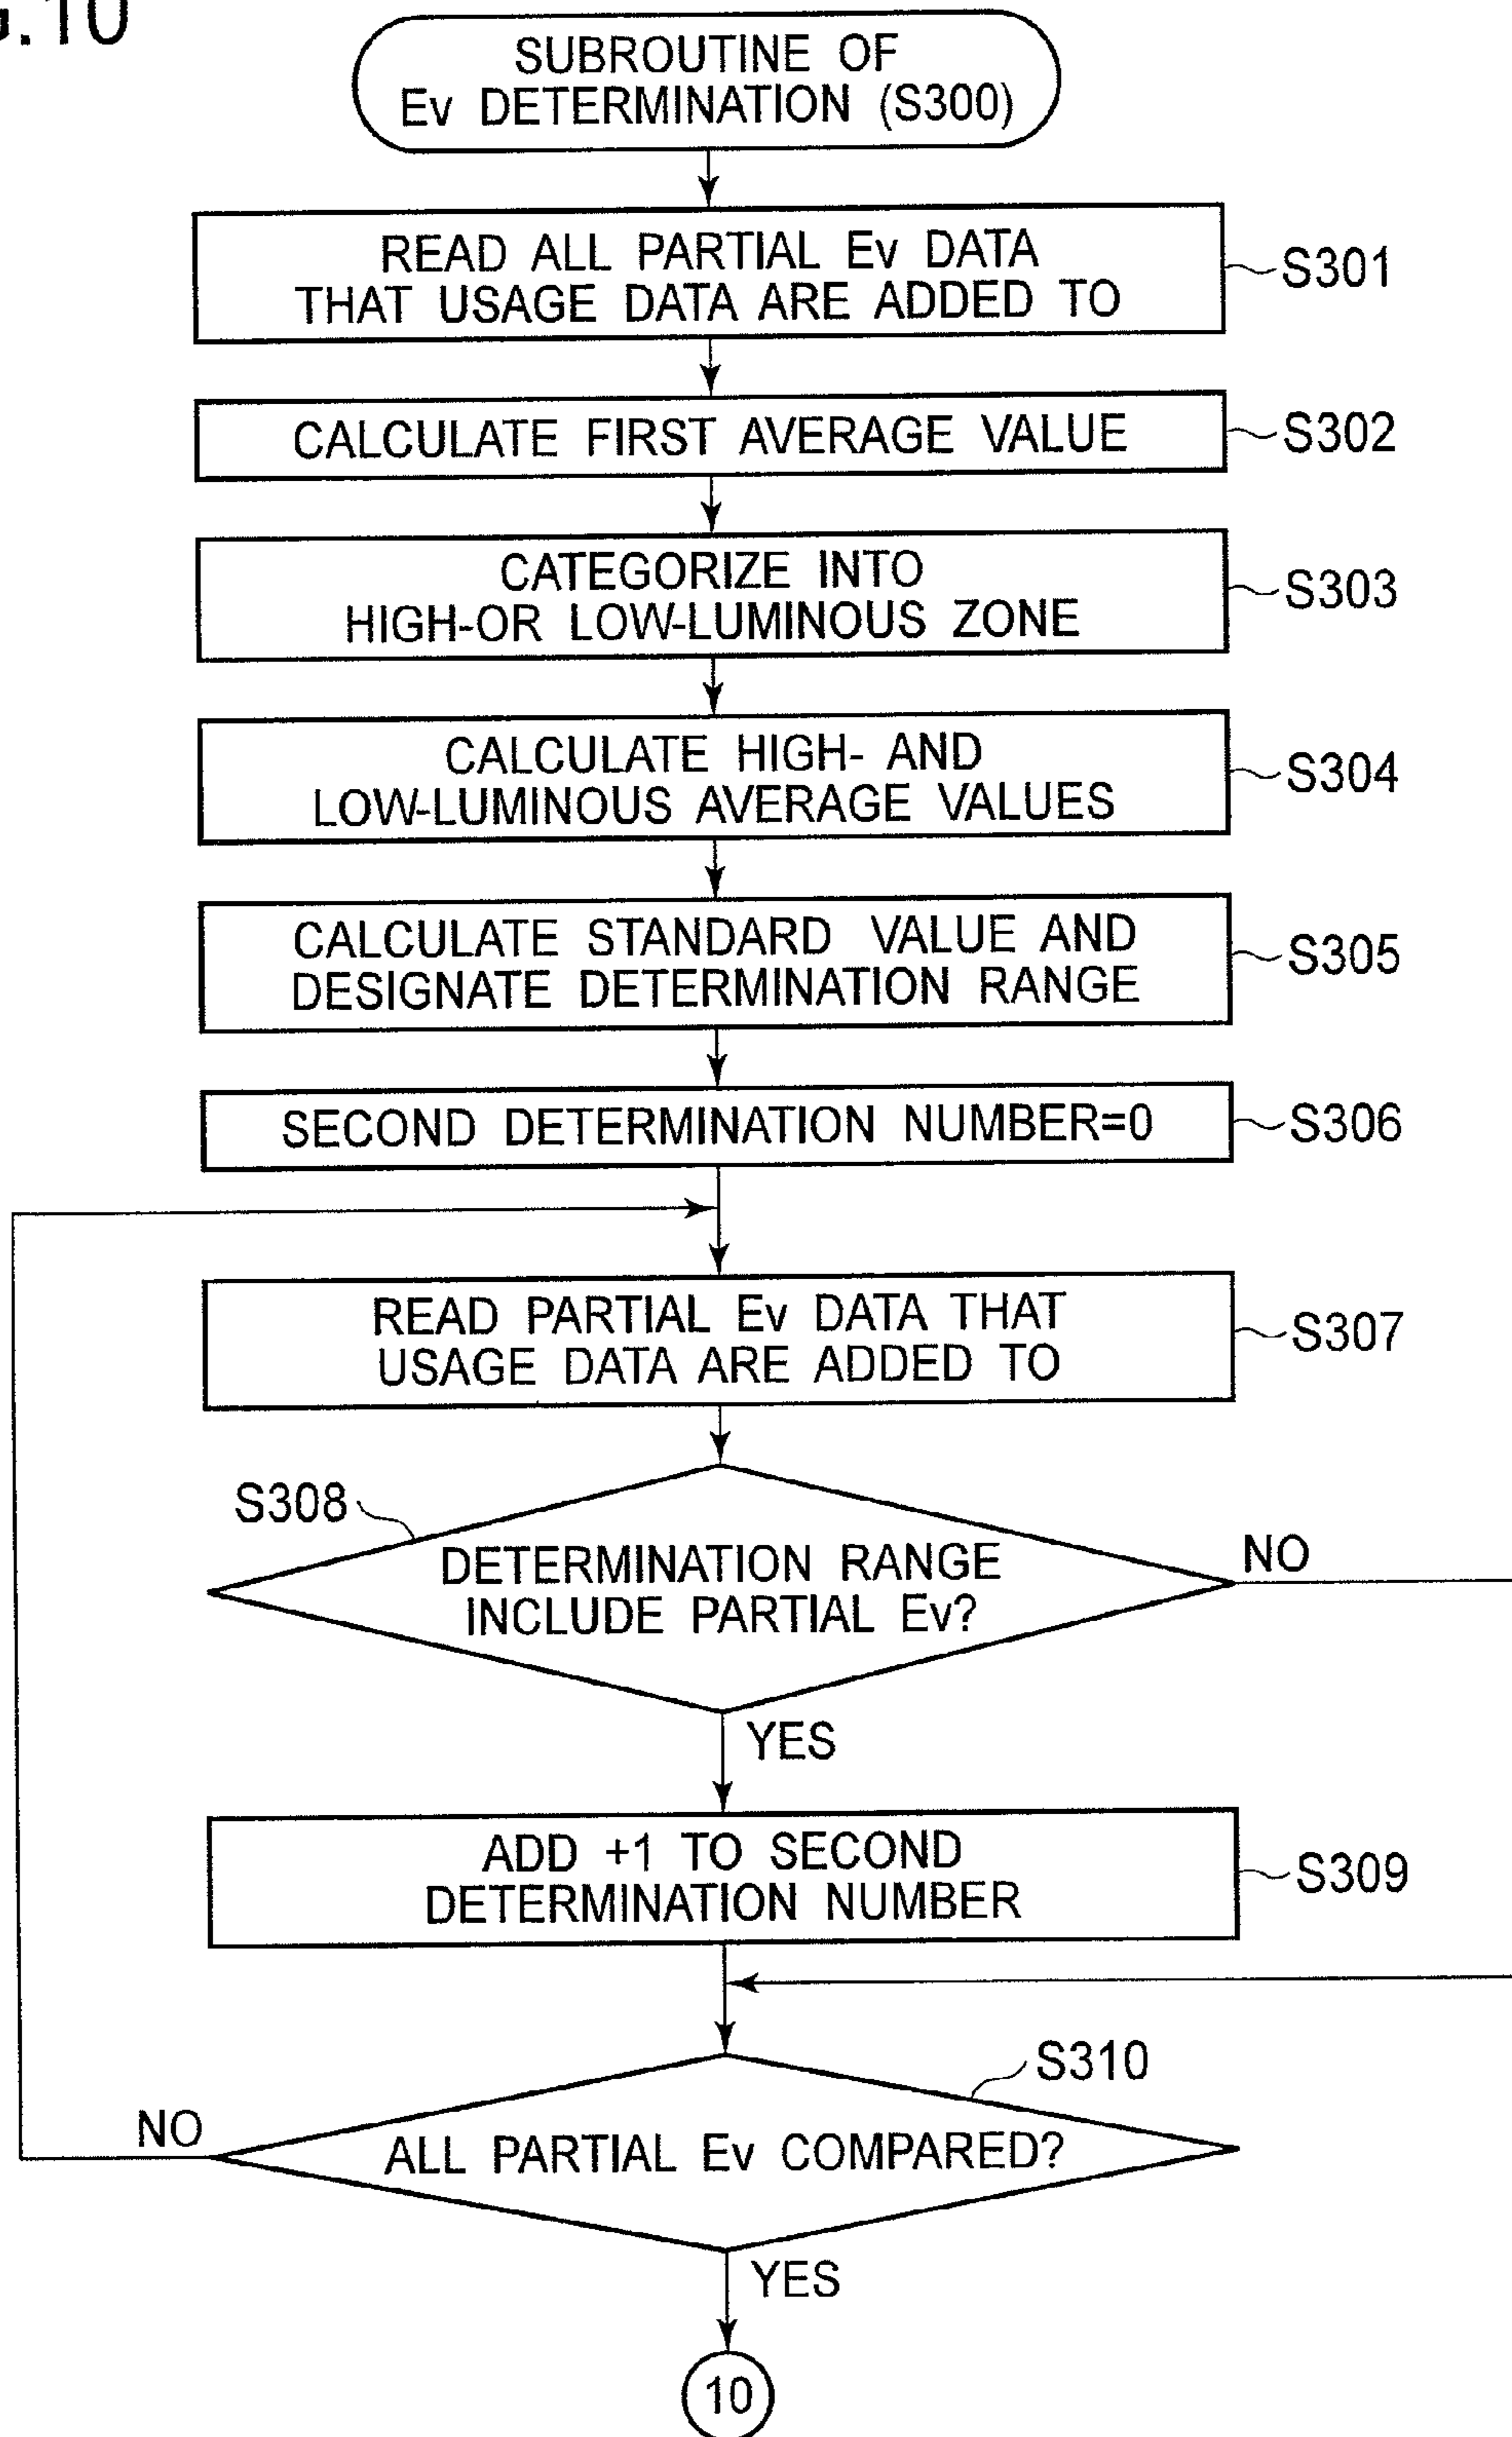 G.10
SUBROUTINE OF
Ev DETERMINATION (S300)
READ ALL PARTIAL Ev DATA
THAT USAGE DATA ARE ADDED TO
S301
CALCULATE FIRST AVERAGE VALUE
S302
CATEGORIZE INTO
HIGH-OR LOW-LUMINOUS ZONE
S303
CALCULATE HIGH- AND
LOW-LUMINOUS AVERAGE VALUES
S304
CALCULATE STANDARD VALUE AND
DESIGNATE DETERMINATION RANGE
S305
SECOND DETERMINATION NUMBER=0
S306
READ PARTIAL Ev DATA THAT
USAGE DATA ARE ADDED TO
S307
S308
DETERMINATION RANGE
INCLUDE PARTIAL Ev?
NO
YES
ADD +1 TO SECOND
DETERMINATION NUMBER
S309
S310
NO
ALL PARTIAL Ev COMPARED?
YES
10